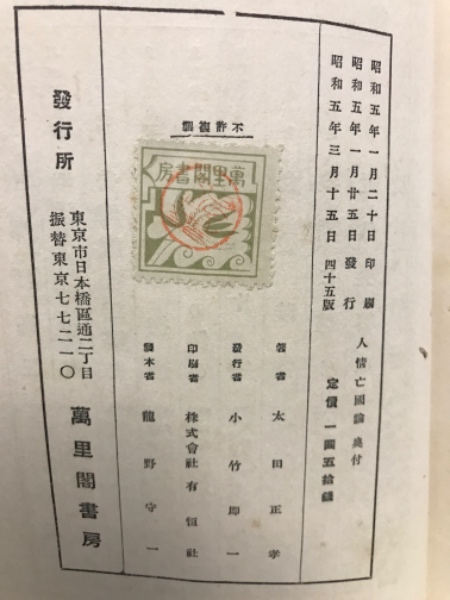 昭和五年一月二十日印刷
昭和五年一月廿五日發行
昭和五年三月十五日四十五版
人情亡國論奥付
定價一圓五拾錢
不許複製
萬里閣書房
著者 太田正孝
發行者 小竹即一
印刷者 株式會社有恒社
製本者 龍野守一
發行所
東京市日本橋區通二丁目
振替東京七七二一〇
萬里閣書房